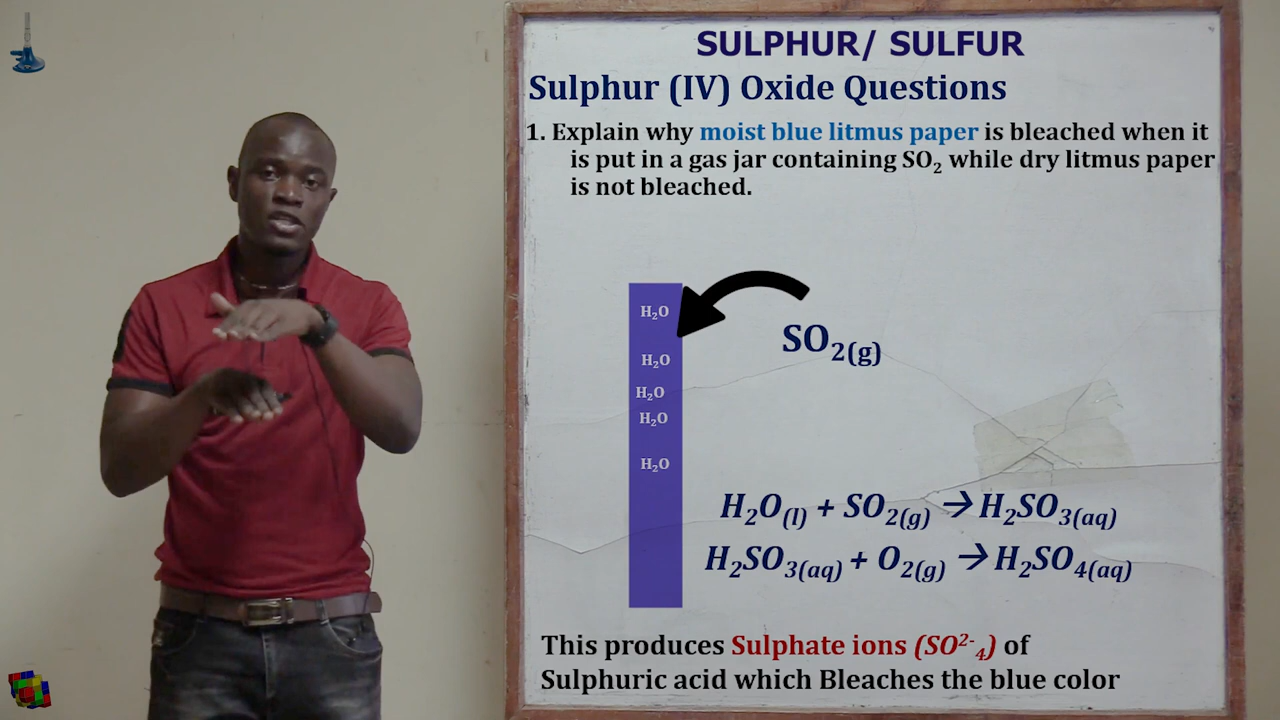 SULPHUR/ SULFUR
Sulphur (IV) Oxide Questions
1. Explain why moist blue litmus paper is bleached when it
is put in a gas jar containing SO₂ while dry litmus paper
is not bleached.
H₂O
SO₂(g)
H₂O
H₂O
H₂O
H₂O
H₂O(l) + SO₂(g) → H₂SO₃(aq)
H₂SO₃(aq) + O₂(g) → H₂SO₄(aq)
This produces Sulphate ions (SO²⁻₄) of
Sulphuric acid which Bleaches the blue color